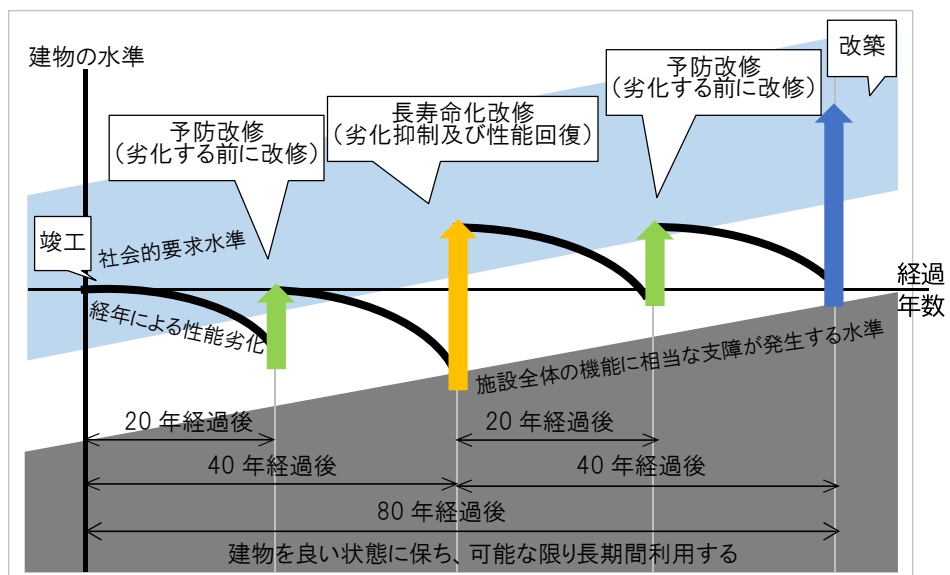 建物の水準
改築
予防改修
（劣化する前に改修）
長寿命化改修
（劣化抑制及び性能回復）
予防改修
（劣化する前に改修）
竣工
社会的要求水準
経過
年数
経年による性能劣化
施設全体の機能に相当な支障が発生する水準
20 年経過後
20 年経過後
40 年経過後
40 年経過後
80 年経過後
建物を良い状態に保ち、可能な限り長期間利用する